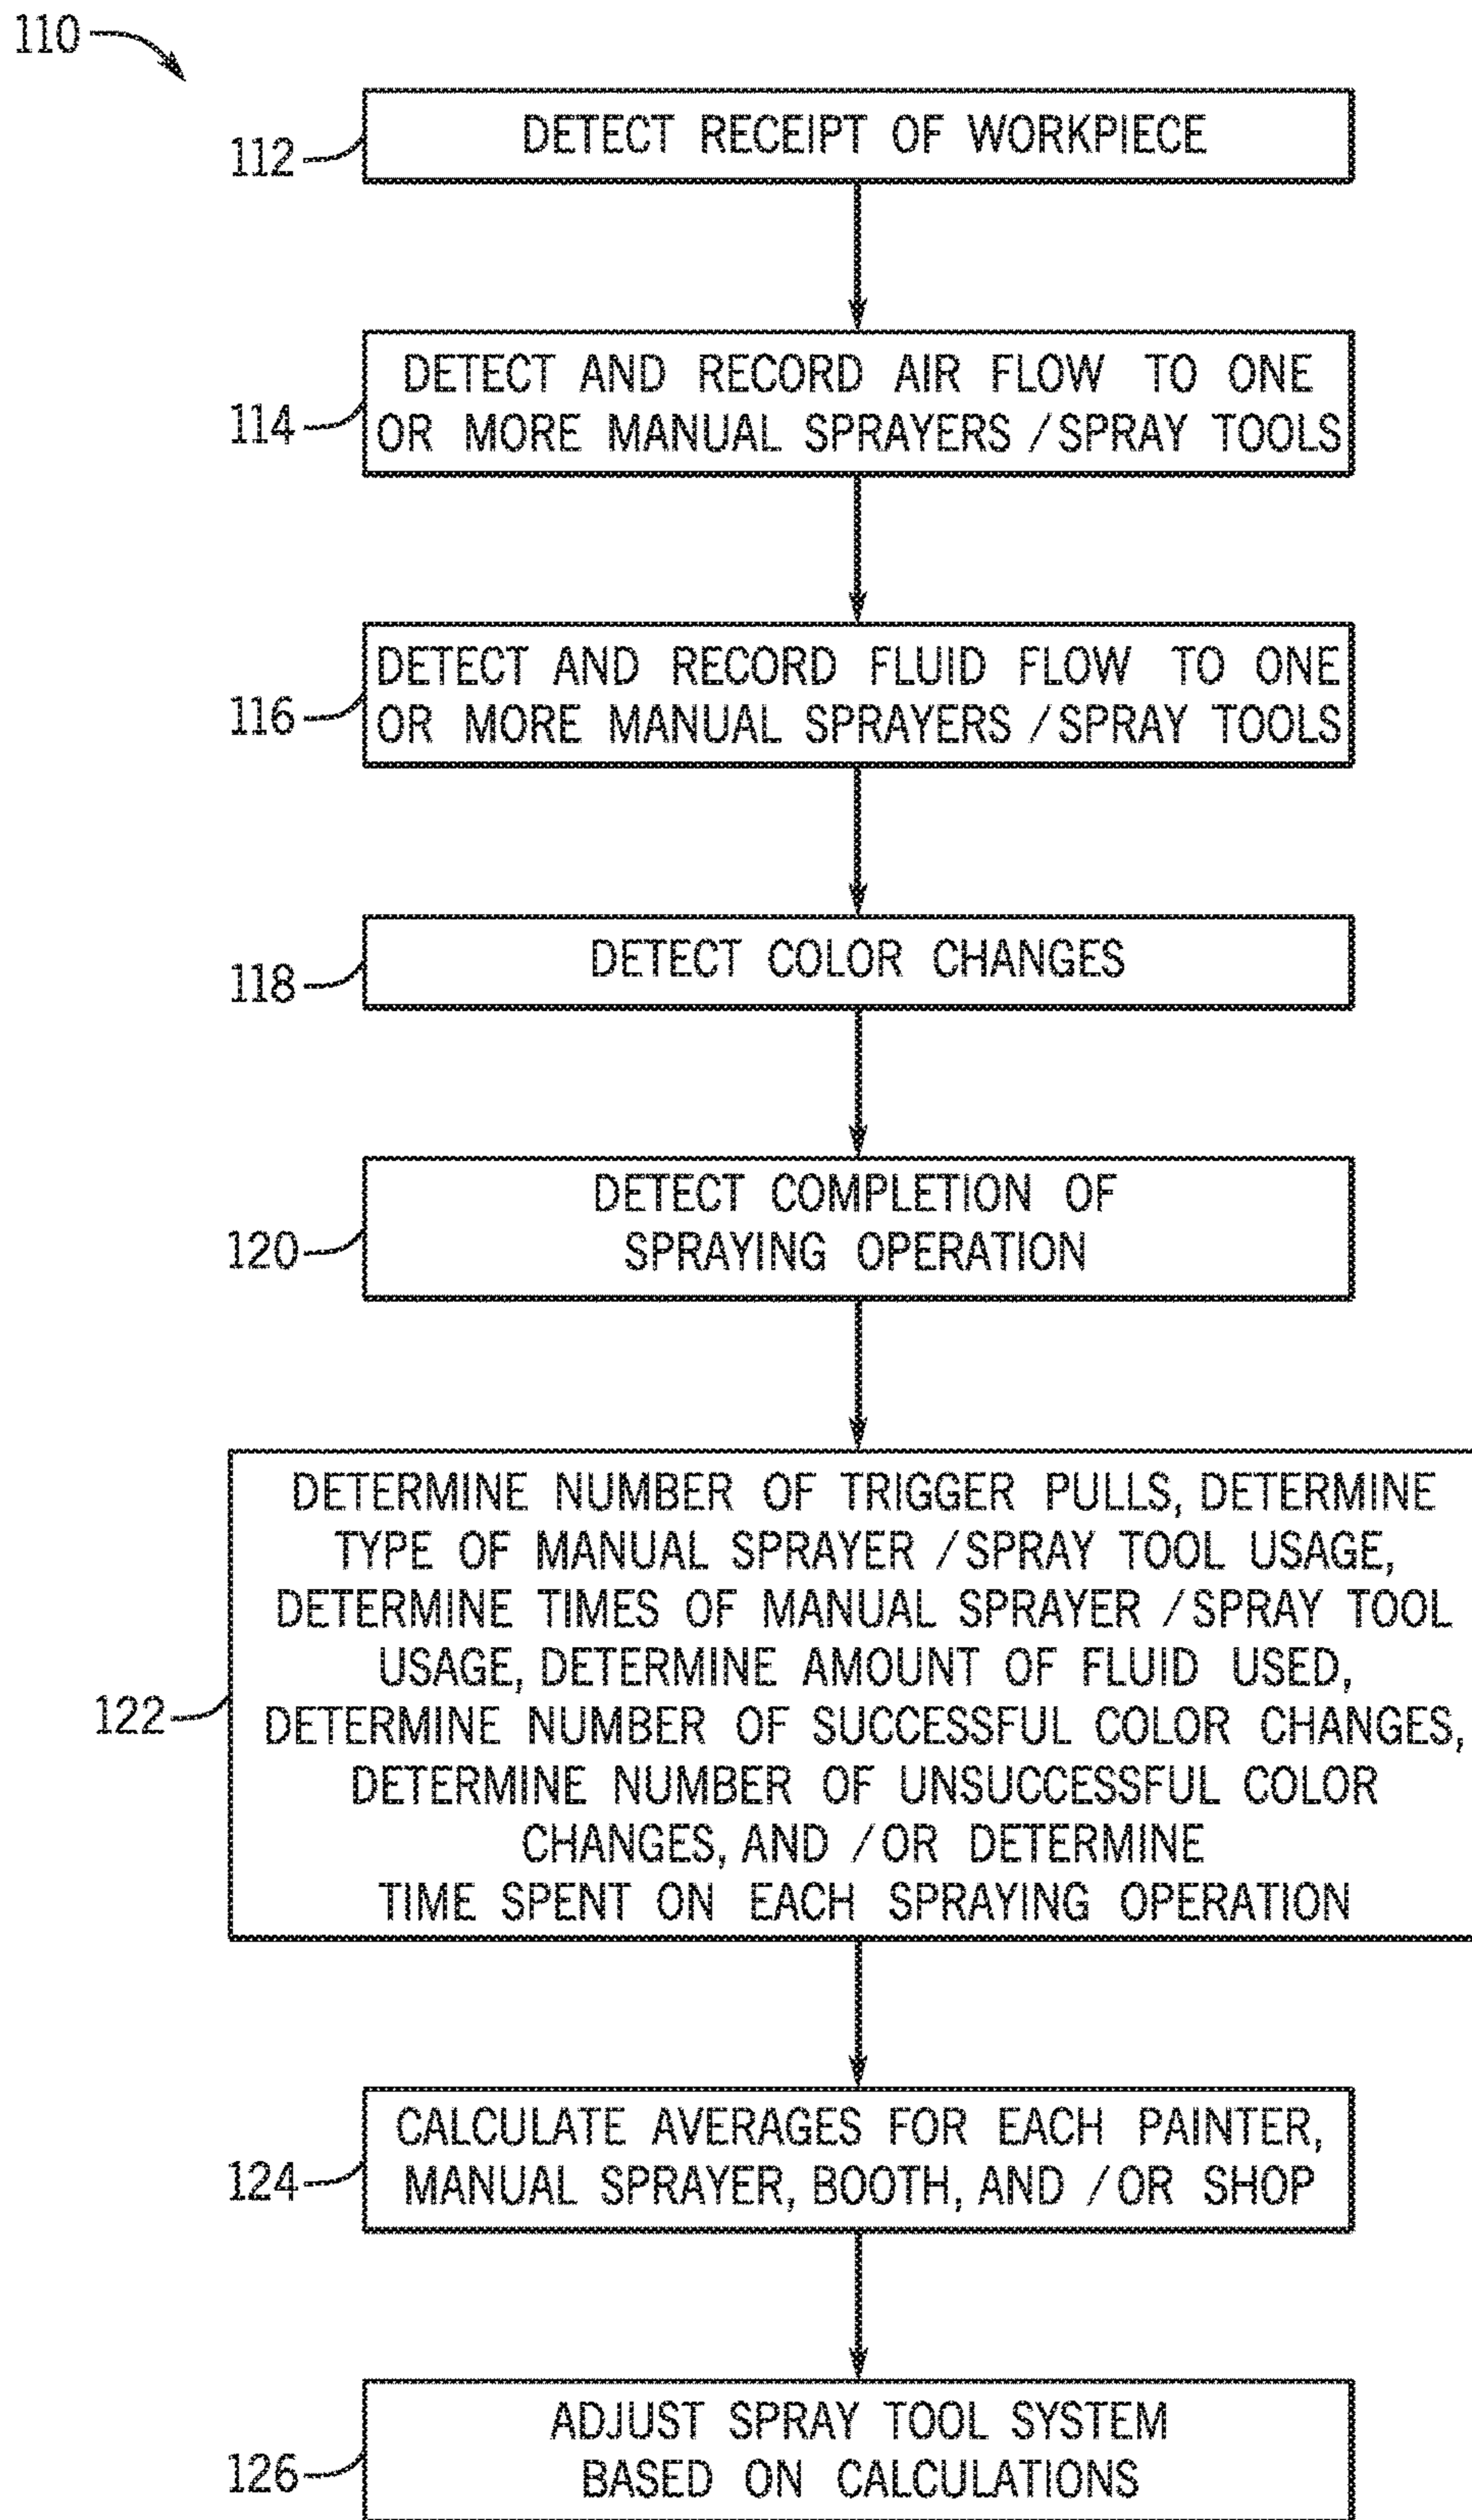 110
112
DETECT RECEIPT OF WORKPIECE
114
DETECT AND RECORD AIR FLOW TO ONE
OR MORE MANUAL SPRAYERS / SPRAY TOOLS
116
DETECT AND RECORD FLUID FLOW TO ONE
OR MORE MANUAL SPRAYERS / SPRAY TOOLS
118
DETECT COLOR CHANGES
120
DETECT COMPLETION OF
SPRAYING OPERATION
122
DETERMINE NUMBER OF TRIGGER PULLS, DETERMINE
TYPE OF MANUAL SPRAYER / SPRAY TOOL USAGE,
DETERMINE TIMES OF MANUAL SPRAYER / SPRAY TOOL
USAGE, DETERMINE AMOUNT OF FLUID USED,
DETERMINE NUMBER OF SUCCESSFUL COLOR CHANGES,
DETERMINE NUMBER OF UNSUCCESSFUL COLOR
CHANGES, AND / OR DETERMINE
TIME SPENT ON EACH SPRAYING OPERATION
124
CALCULATE AVERAGES FOR EACH PAINTER,
MANUAL SPRAYER, BOOTH, AND / OR SHOP
126
ADJUST SPRAY TOOL SYSTEM
BASED ON CALCULATIONS